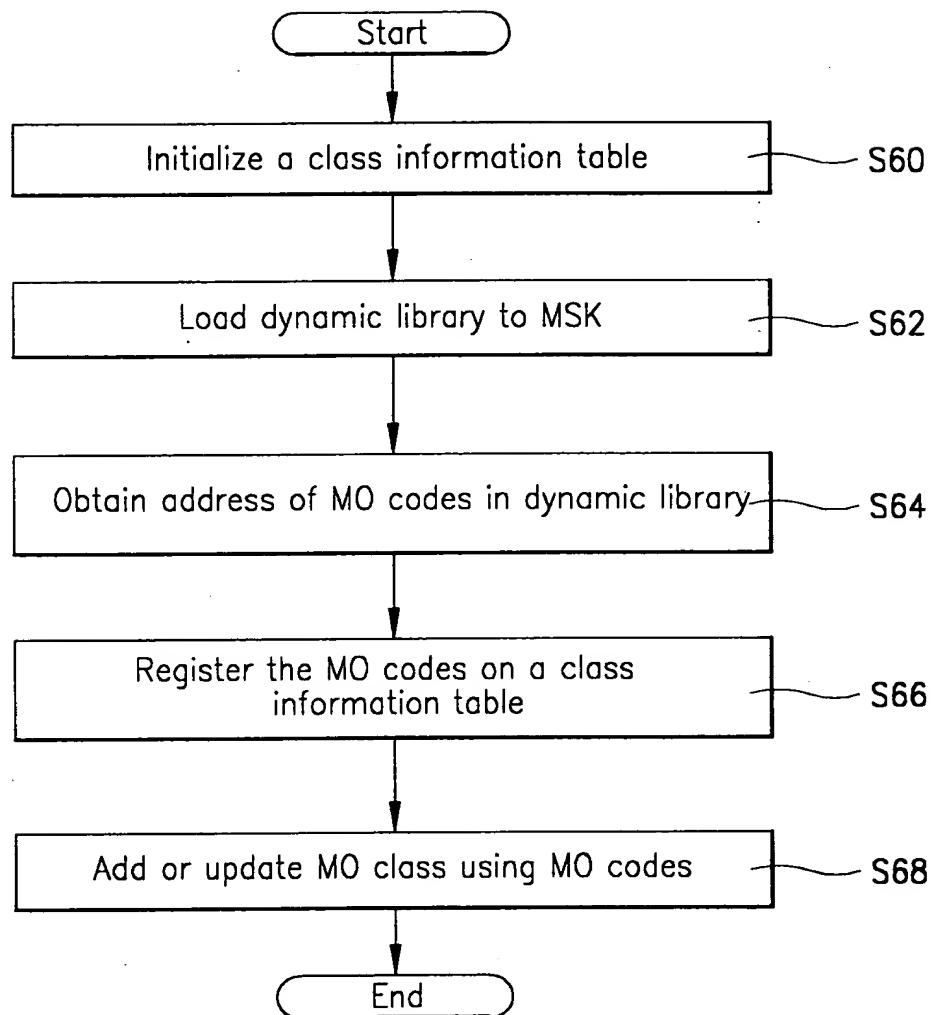 Start
Initialize a class information table
S60
Load dynamic library to MSK
S62
Obtain address of MO codes in dynamic library
S64
Register the MO codes on a class
information table
S66
Add or update MO class using MO codes
S68
End